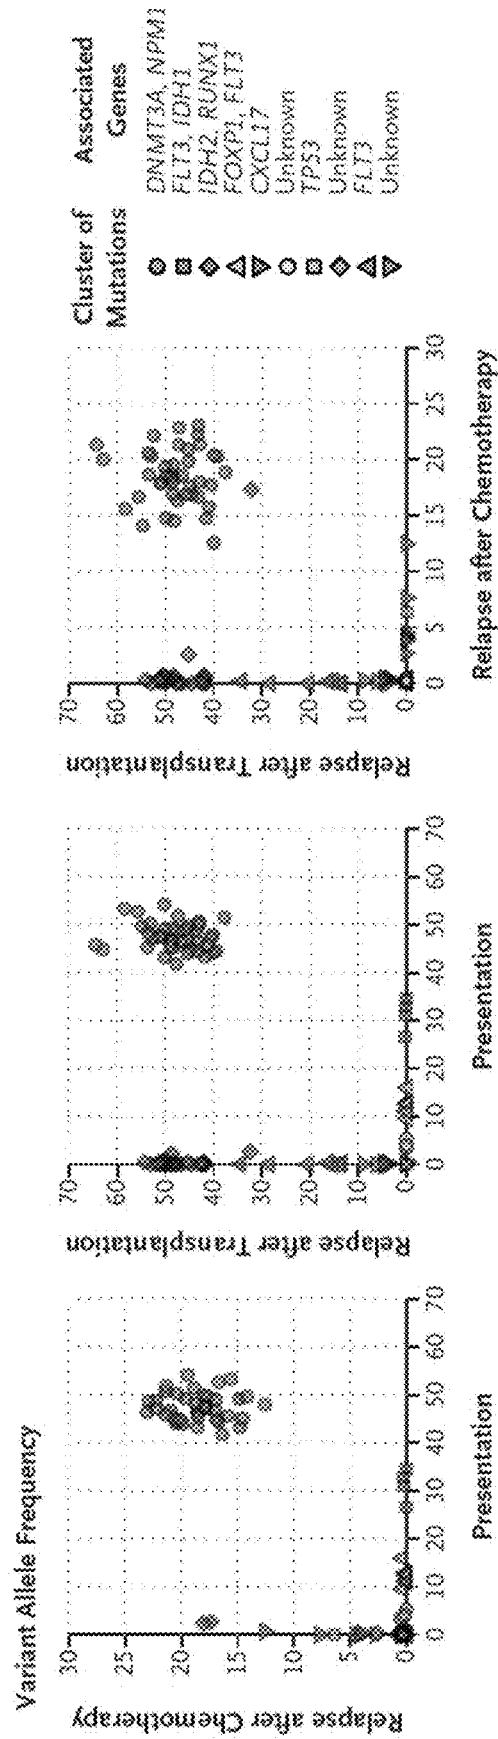 Variant Allele Frequency
Relapse after Chemotherapy
30
25
20
15
10
5
0
0 10 20 30 40 50 60 70
Presentation
Relapse after Transplantation
70
60
50
40
30
20
10
0
0 10 20 30 40 50 60 70
Presentation
Relapse after Transplantation
70
60
50
40
30
20
10
0
0 5 10 15 20 25 30
Relapse after Chemotherapy
Cluster of Mutations
Associated Genes
DNMT3A, NPM1
FLT3, IDH1
IDH2, RUNX1
FOXP1, FLT3
CXCL17
Unknown
TP53
Unknown
FLT3
Unknown